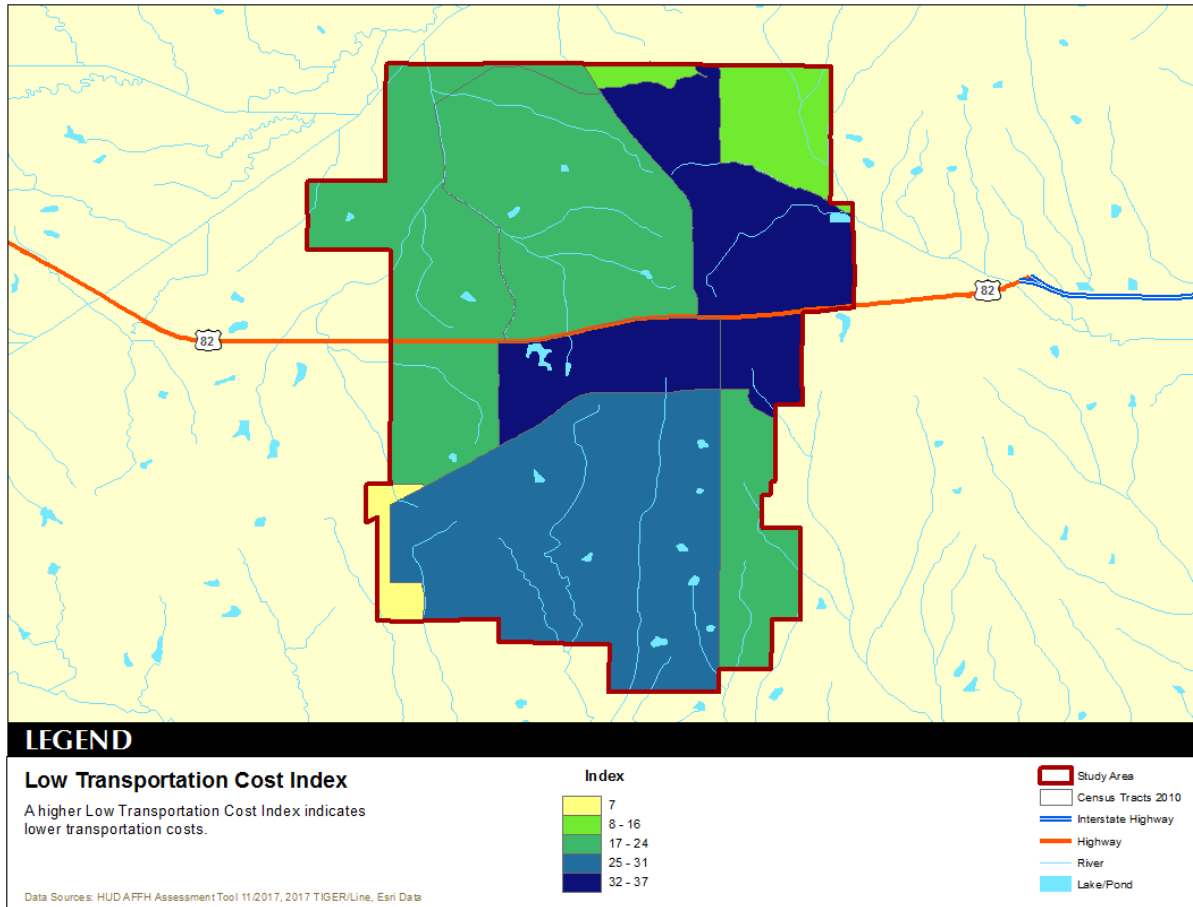 82
82
LEGEND
Low Transportation Cost Index
A higher Low Transportation Cost Index indicates
lower transportation costs.
Data Sources: HUD AFFH Assessment Tool 11/2017, 2017 TIGER/Line, Esri Data
Index
7
8 - 16
17 - 24
25 - 31
32 - 37
Study Area
Census Tracts 2010
Interstate Highway
Highway
River
Lake/Pond